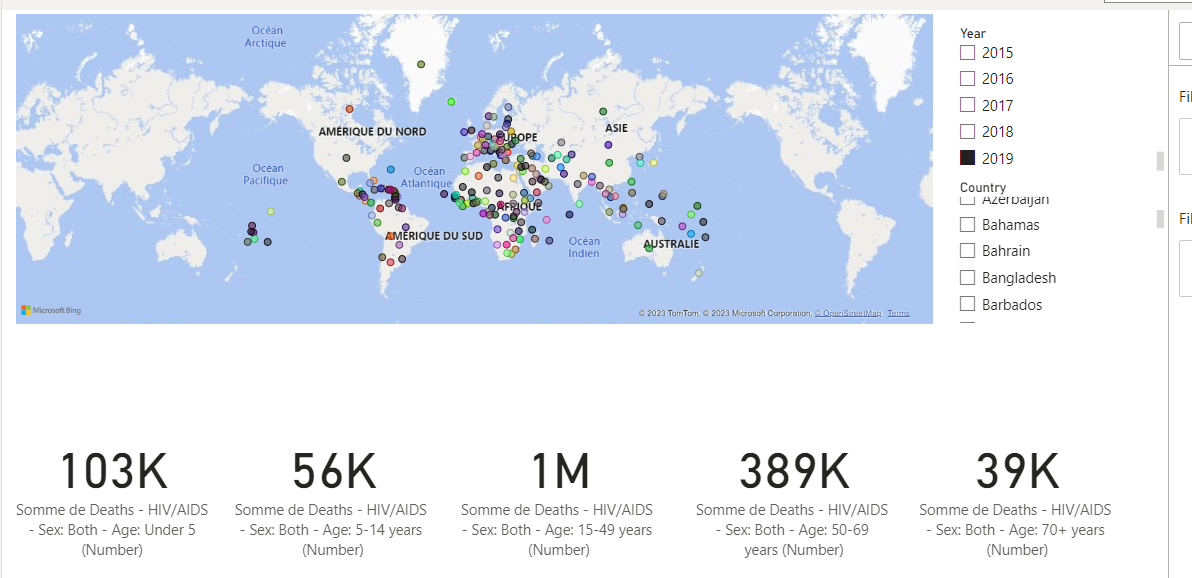 Océan
Arctique
AMÉRIQUE DU NORD
EUROPE
ASIE
Océan
Pacifique
Océan
Atlantique
AFRIQUE
AMÉRIQUE DU SUD
AUSTRALIE
Océan
Indien
Microsoft Bing
© 2023 TomTom, © 2023 Microsoft Corporation, © OpenStreetMap Terms
Year
2015
2016
2017
2018
2019
Country
Azerbaijan
Bahamas
Bahrain
Bangladesh
Barbados
Fil
Fil
103K
Somme de Deaths - HIV/AIDS
- Sex: Both - Age: Under 5
(Number)
56K
Somme de Deaths - HIV/AIDS
- Sex: Both - Age: 5-14 years
(Number)
1M
Somme de Deaths - HIV/AIDS
- Sex: Both - Age: 15-49 years
(Number)
389K
Somme de Deaths - HIV/AIDS
- Sex: Both - Age: 50-69
years (Number)
39K
Somme de Deaths - HIV/AIDS
- Sex: Both - Age: 70+ years
(Number)